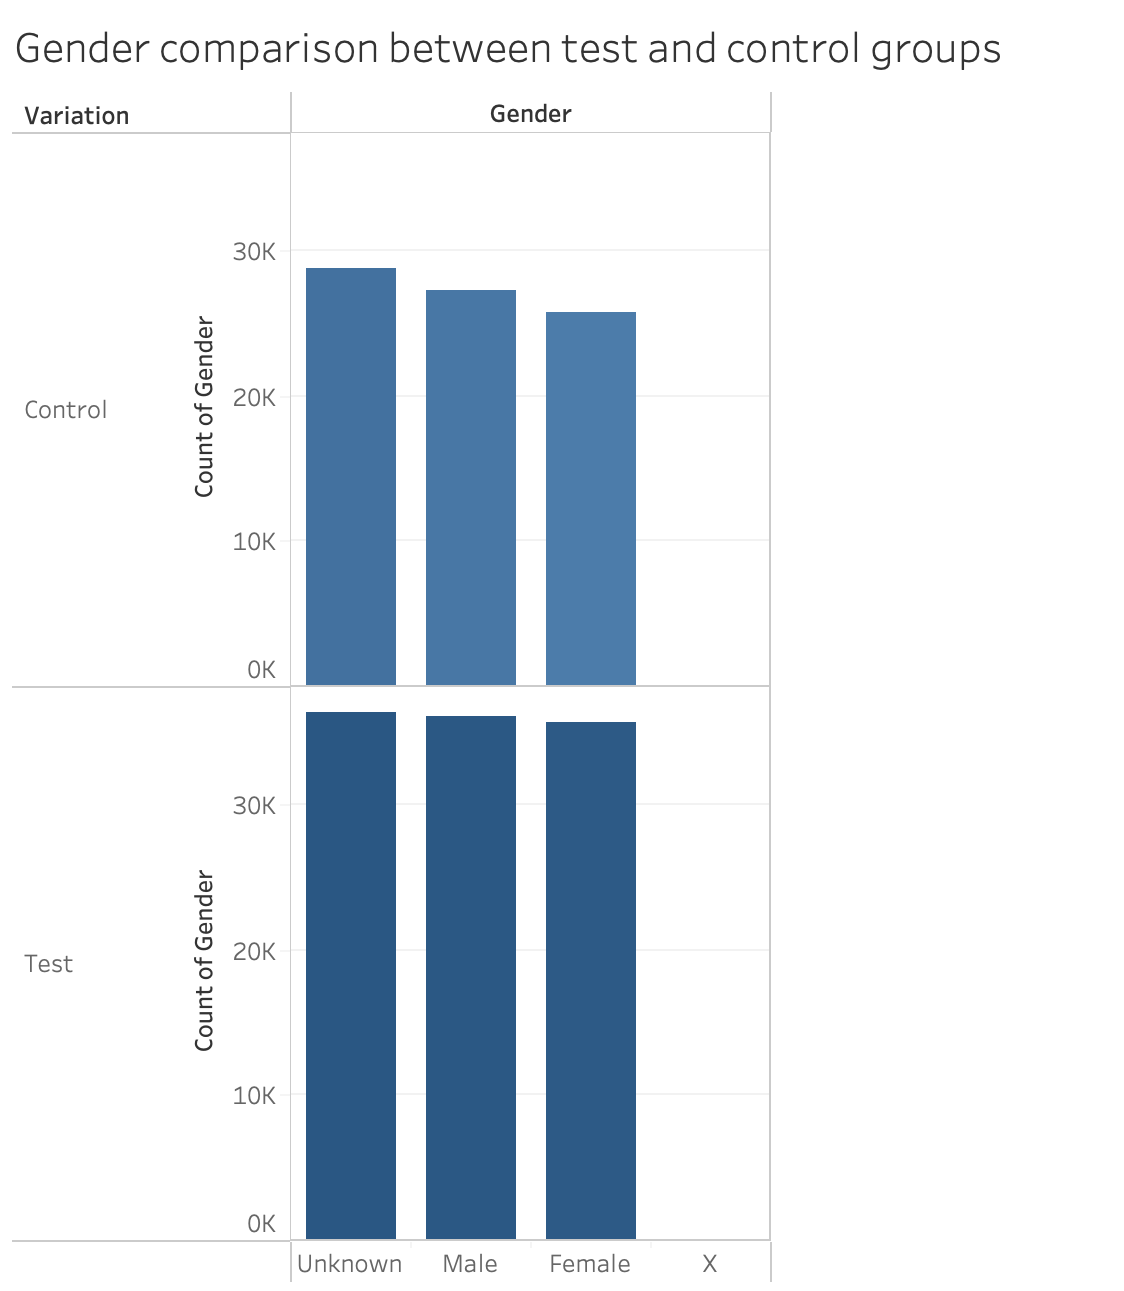 Gender comparison between test and control groups
Variation
Gender
Control
Count of Gender
30K
20K
10K
0K
Test
Count of Gender
30K
20K
10K
0K
Unknown Male Female X